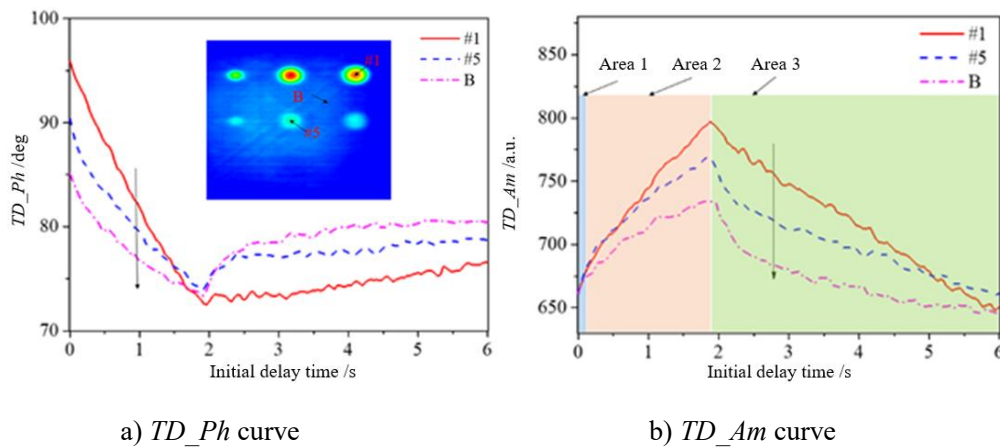 100
90
80
70
TD_Ph /deg
#1
#5
B
#1
B
#5
0 1 2 3 4 5 6
Initial delay time /s
a) TD_Ph curve
850
800
750
700
650
TD_Am /a.u.
#1
#5
B
Area 1 Area 2 Area 3
0 1 2 3 4 5 6
Initial delay time /s
b) TD_Am curve